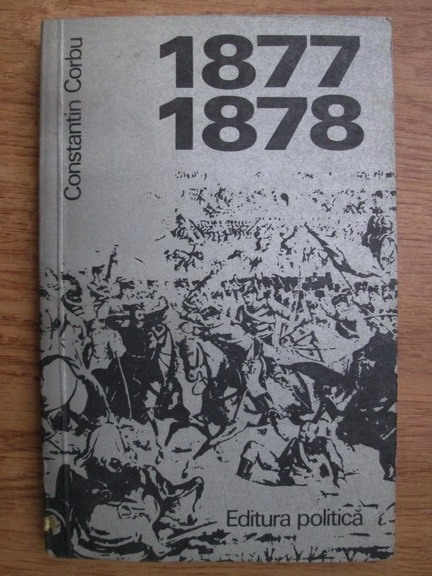 Constantin Corbu
1877
1878
Editura politică